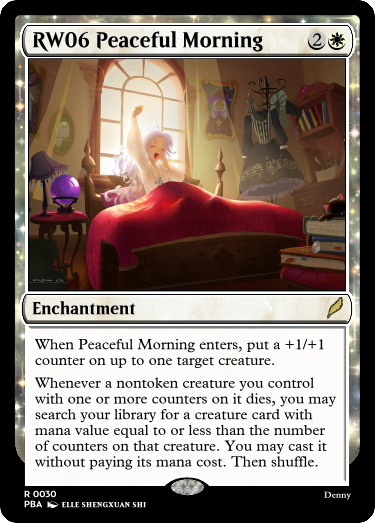 RW06 Peaceful Morning 2
Enchantment
When Peaceful Morning enters, put a +1/+1
counter on up to one target creature.
Whenever a nontoken creature you control
with one or more counters on it dies, you may
search your library for a creature card with
mana value equal to or less than the number
of counters on that creature. You may cast it
without paying its mana cost. Then shuffle.
R 0030
PBA ELLE SHENGXUAN SHI
Denny